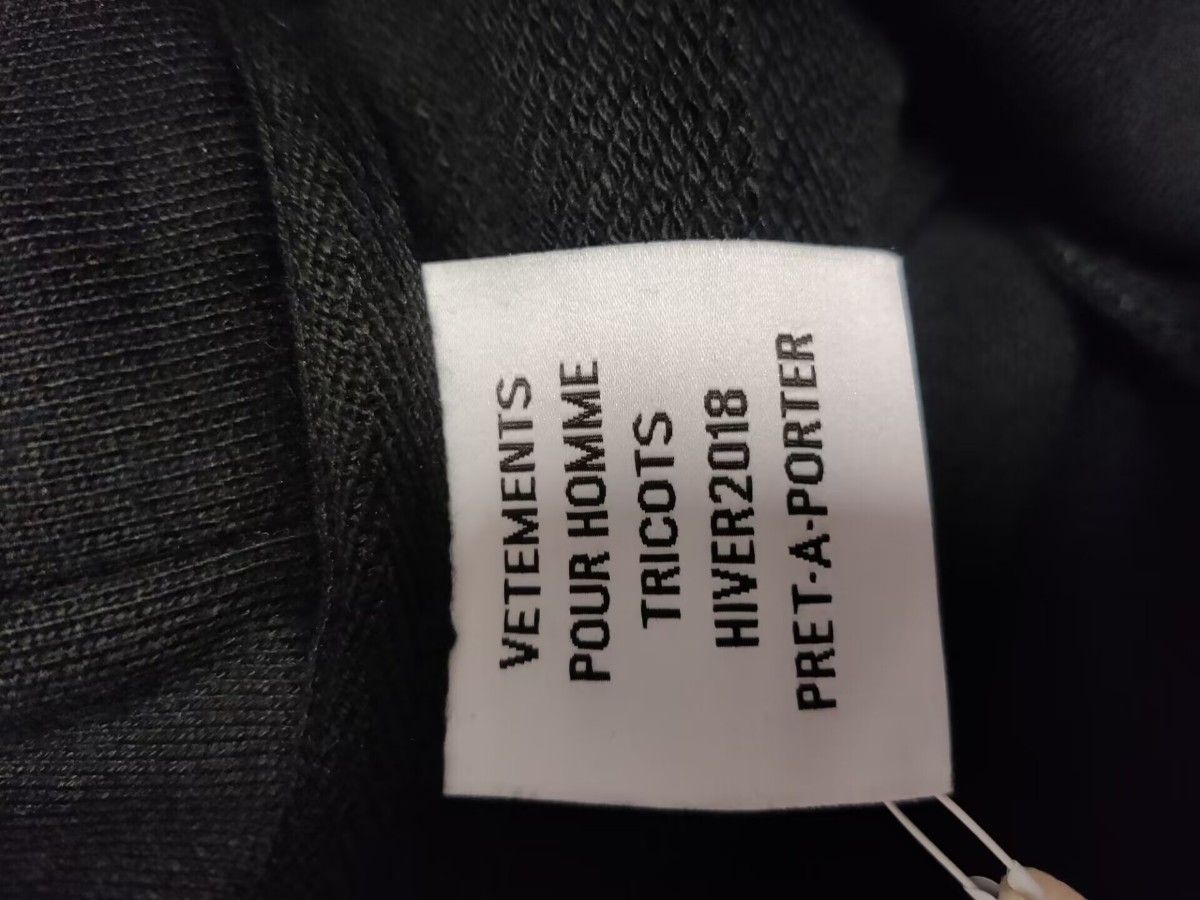 VETEMENTS
POUR HOMME
TRICOTS
HIVER2018
PRET-A-PORTER